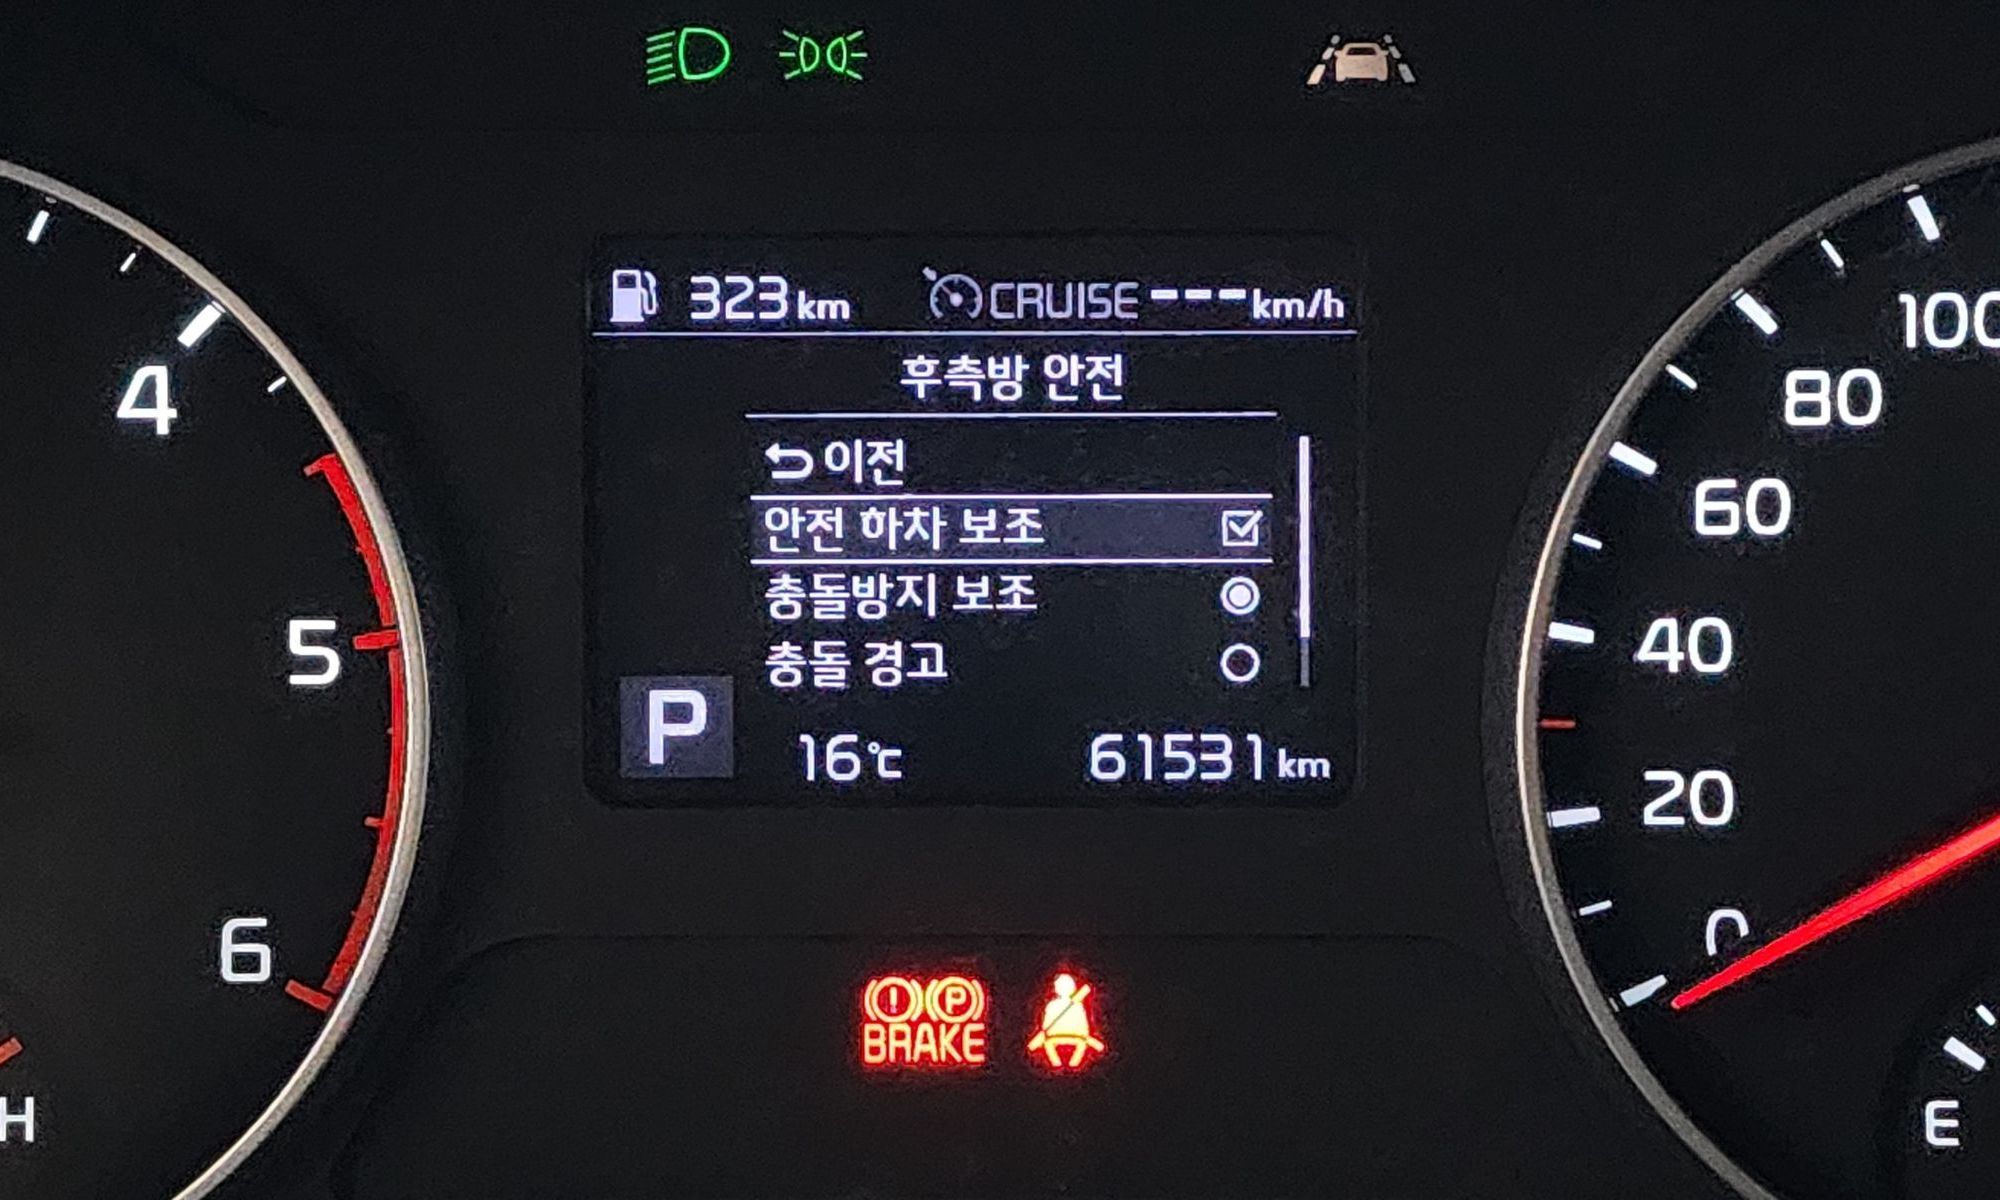 323 km CRUISE --- km/h
후측방 안전
이전
안전 하차 보조
충돌방지 보조
충돌 경고
P
16℃ 61531 km
4
5
6
H
100
80
60
40
20
0
E
(!) (P)
BRAKE